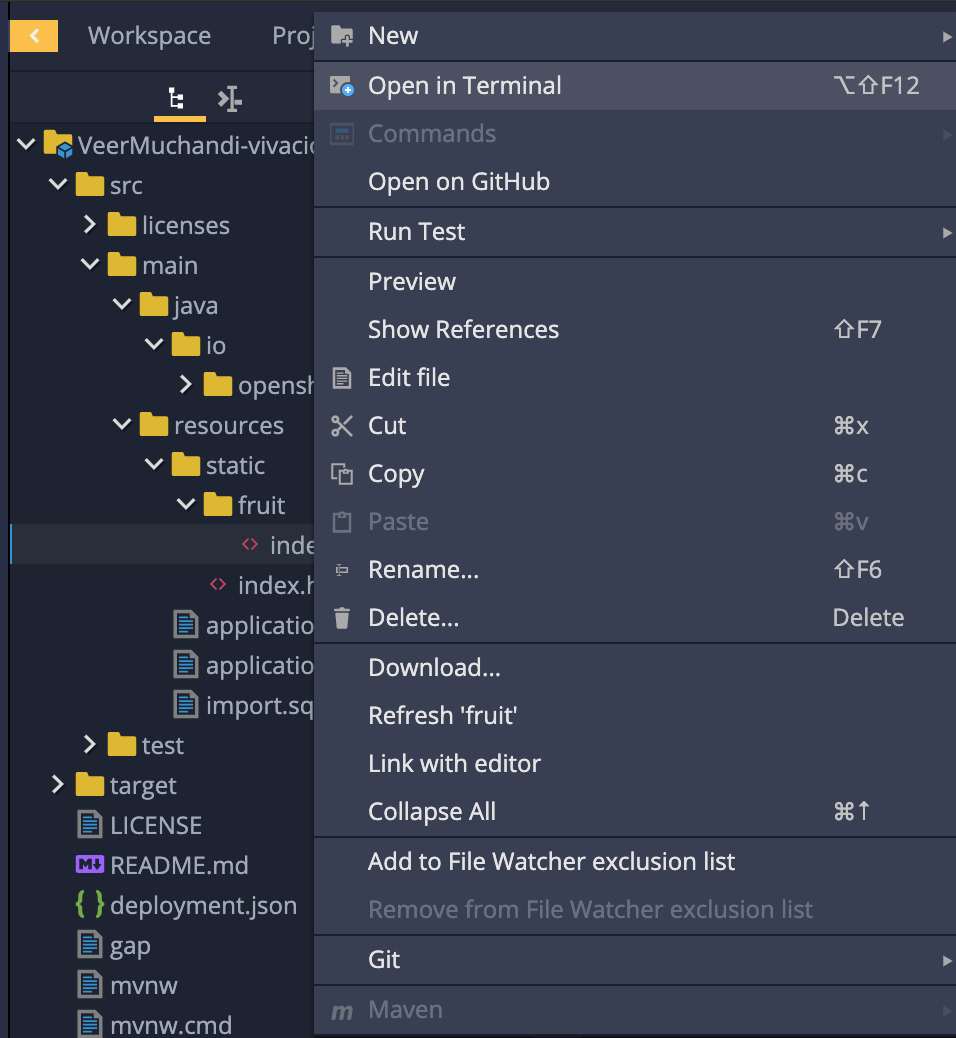 Workspace
Proj
New
Open in Terminal ⌥⇧F12
Commands
Open on GitHub
Run Test
Preview
Show References ⇧F7
Edit file
Cut ⌘x
Copy ⌘c
Paste ⌘v
Rename... ⇧F6
Delete... Delete
Download...
Refresh 'fruit'
Link with editor
Collapse All ⌘↑
Add to File Watcher exclusion list
Remove from File Watcher exclusion list
Git
m Maven
VeerMuchandi-vivacio
src
licenses
main
java
io
opensh
resources
static
fruit
inde
index.h
applicatio
applicatio
import.sq
test
target
LICENSE
M↓ README.md
{ } deployment.json
gap
mvnw
mvnw.cmd